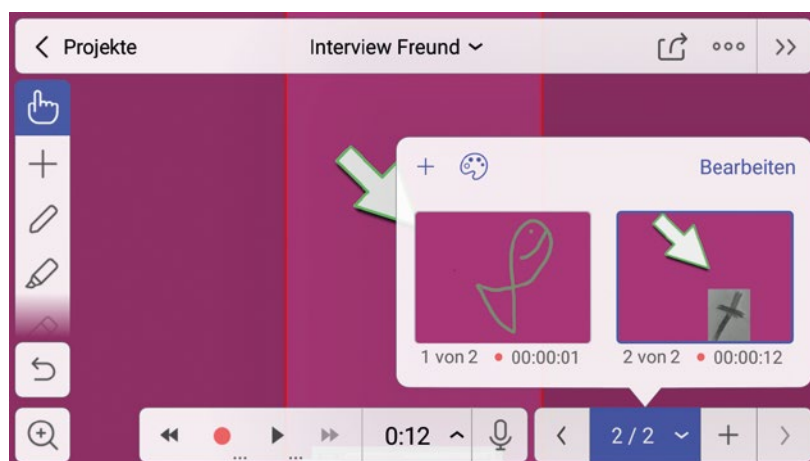 Projekte
Interview Freund
Bearbeiten
1 von 2 • 00:00:01
2 von 2 • 00:00:12
0:12
2 / 2